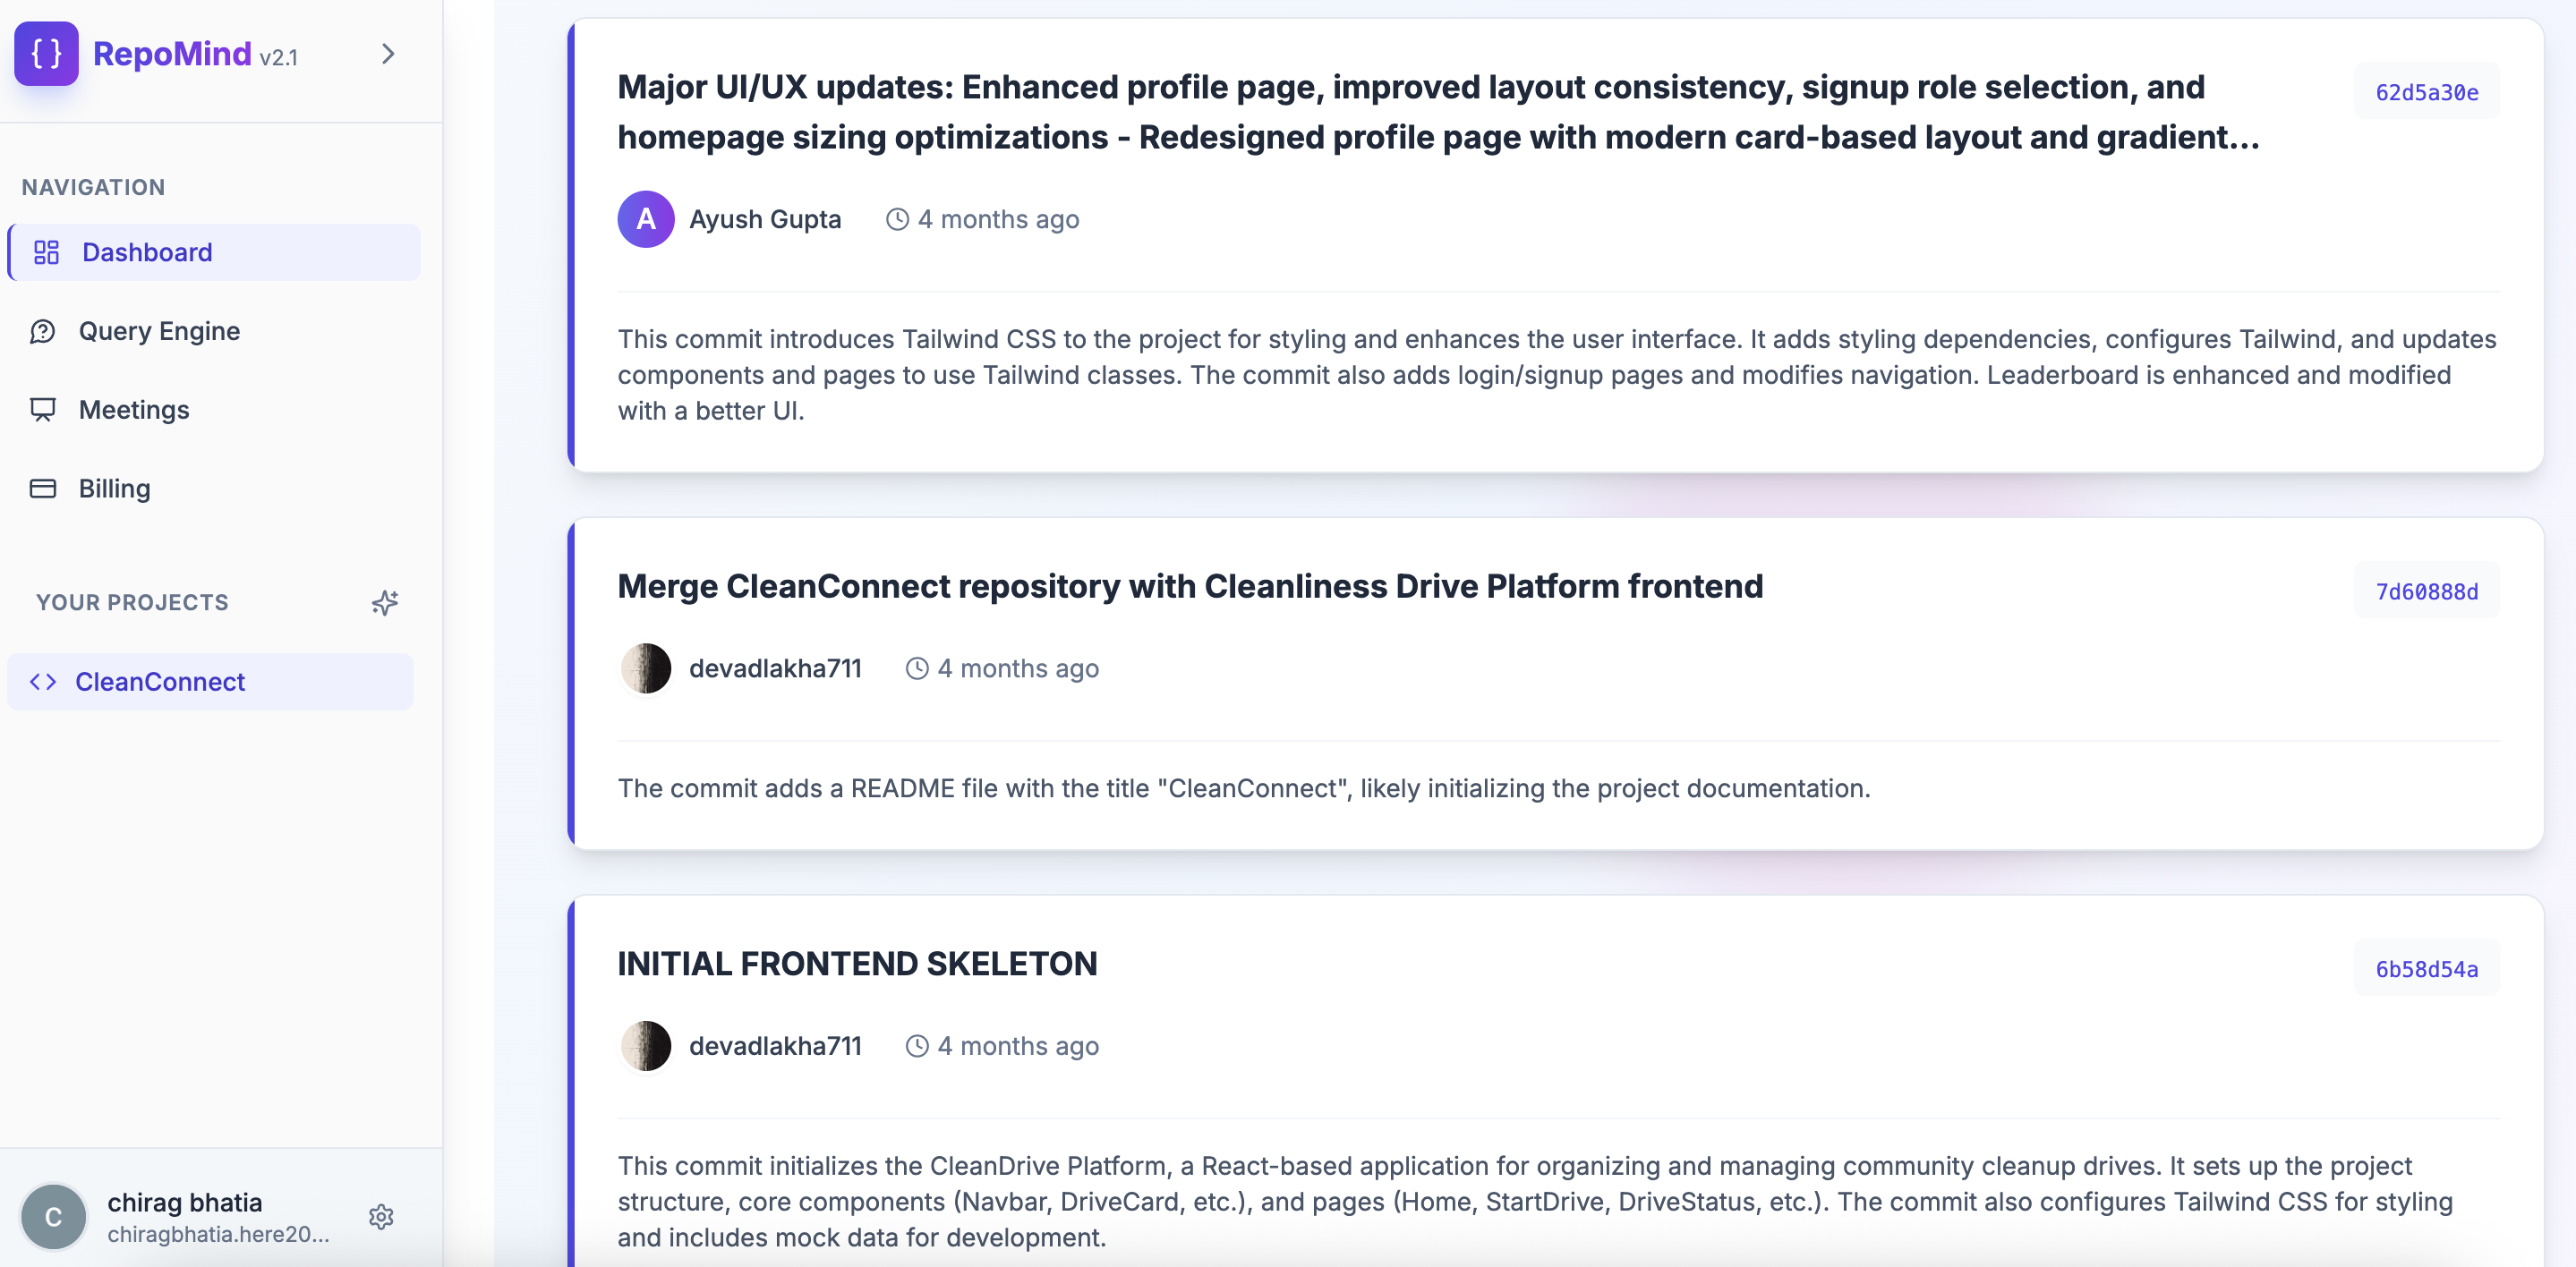 { } RepoMind v2.1
NAVIGATION
Dashboard
Query Engine
Meetings
Billing
YOUR PROJECTS
CleanConnect
C
chirag bhatia
chiragbhatia.here20...
Major UI/UX updates: Enhanced profile page, improved layout consistency, signup role selection, and
homepage sizing optimizations - Redesigned profile page with modern card-based layout and gradient...
62d5a30e
A Ayush Gupta 4 months ago
This commit introduces Tailwind CSS to the project for styling and enhances the user interface. It adds styling dependencies, configures Tailwind, and updates
components and pages to use Tailwind classes. The commit also adds login/signup pages and modifies navigation. Leaderboard is enhanced and modified
with a better UI.
Merge CleanConnect repository with Cleanliness Drive Platform frontend
7d60888d
devadlakha711 4 months ago
The commit adds a README file with the title "CleanConnect", likely initializing the project documentation.
INITIAL FRONTEND SKELETON
6b58d54a
devadlakha711 4 months ago
This commit initializes the CleanDrive Platform, a React-based application for organizing and managing community cleanup drives. It sets up the project
structure, core components (Navbar, DriveCard, etc.), and pages (Home, StartDrive, DriveStatus, etc.). The commit also configures Tailwind CSS for styling
and includes mock data for development.